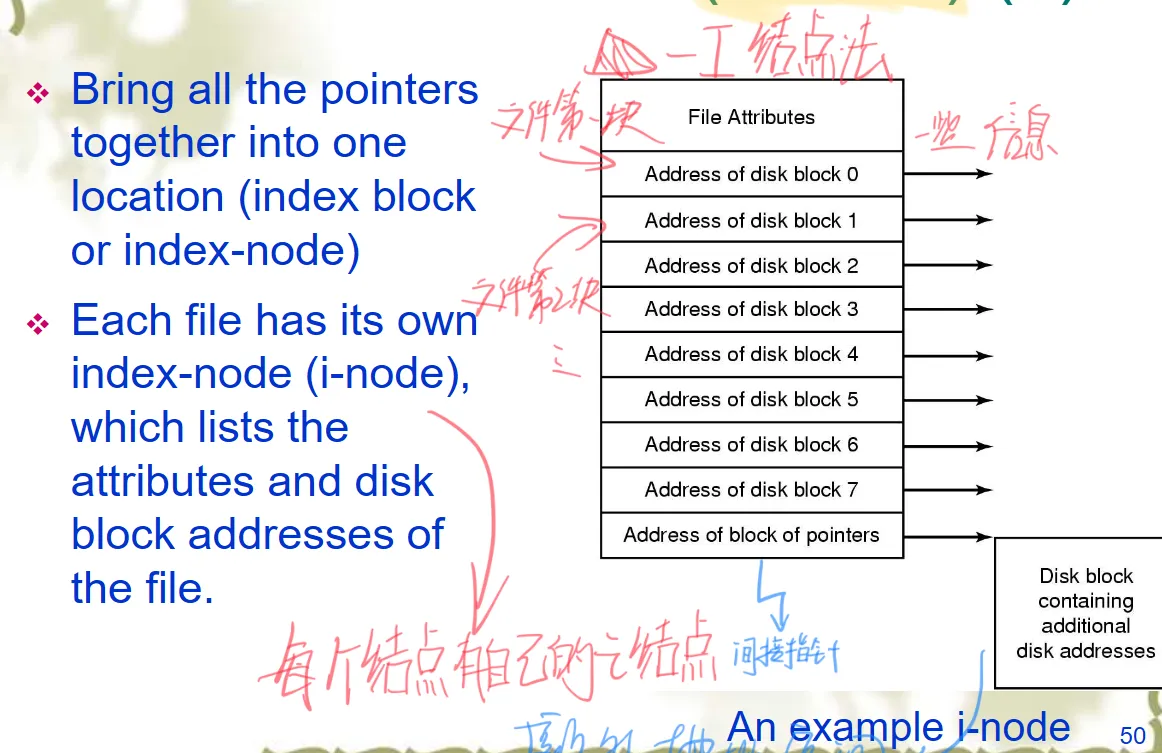 一工结点法
❖ Bring all the pointers
together into one
location (index block
or index-node)
❖ Each file has its own
index-node (i-node),
which lists the
attributes and disk
block addresses of
the file.
文件第一块
文件第2块
一些信息
File Attributes
Address of disk block 0
Address of disk block 1
Address of disk block 2
Address of disk block 3
Address of disk block 4
Address of disk block 5
Address of disk block 6
Address of disk block 7
Address of block of pointers
Disk block
containing
additional
disk addresses
间接指针
每个结点有自己的i结点
An example i-node
50